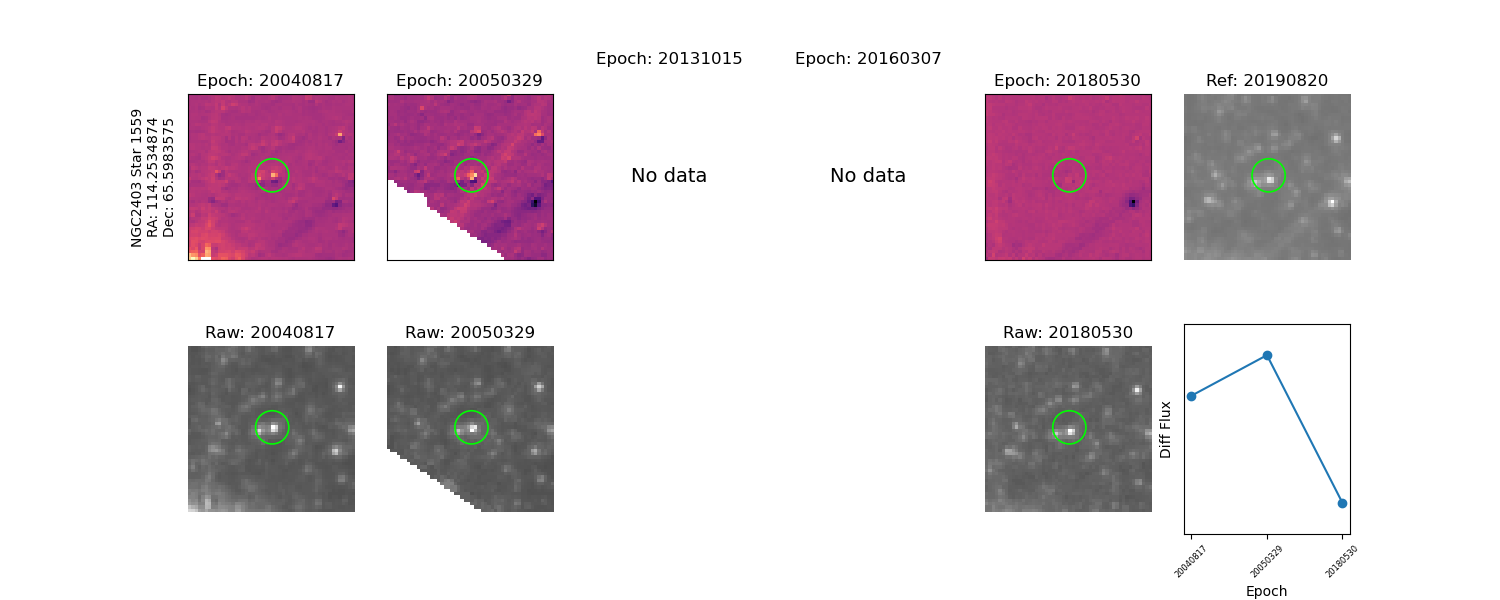 Epoch: 20040817
Epoch: 20050329
Epoch: 20131015
Epoch: 20160307
Epoch: 20180530
Ref: 20190820
NGC2403 Star 1559
RA: 114.2534874
Dec: 65.5983575
No data
No data
Raw: 20040817
Raw: 20050329
Raw: 20180530
Diff Flux
20040817
20050329
20180530
Epoch